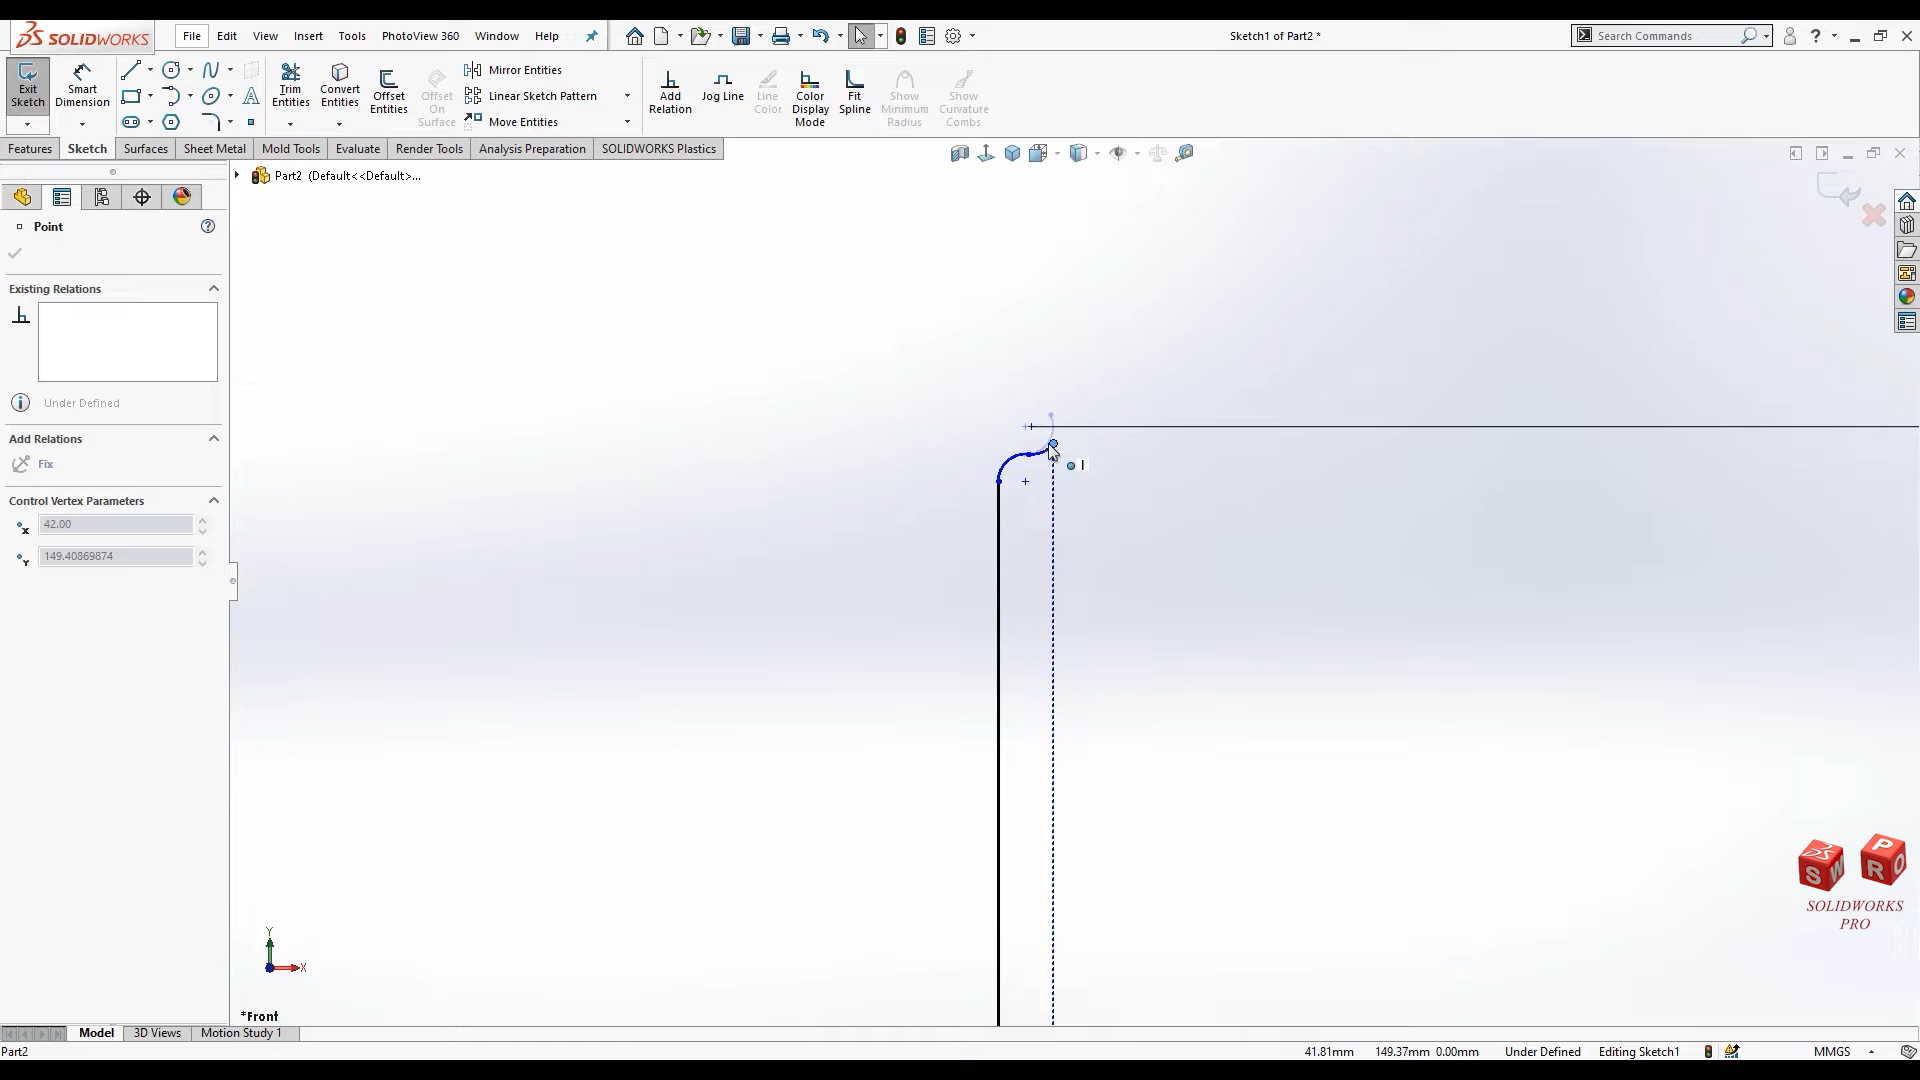 SOLIDWORKS
File Edit View Insert Tools PhotoView 360 Window Help
Sketch1 of Part2 *
Search Commands
?
Exit Sketch
Smart Dimension
Trim Entities
Convert Entities
Offset Entities
Offset On Surface
Mirror Entities
Linear Sketch Pattern
Move Entities
Add Relation
Jog Line
Line Color
Color Display Mode
Fit Spline
Show Minimum Radius
Show Curvature Combs
Features Sketch Surfaces Sheet Metal Mold Tools Evaluate Render Tools Analysis Preparation SOLIDWORKS Plastics
Part2 (Default<<Default>...
Point
Existing Relations
Under Defined
Add Relations
Fix
Control Vertex Parameters
X 42.00
Y 149.40869874
SW PRO
SOLIDWORKS
PRO
Y
X
*Front
Model 3D Views Motion Study 1
Part2 41.81mm 149.37mm 0.00mm Under Defined Editing Sketch1 MMGS